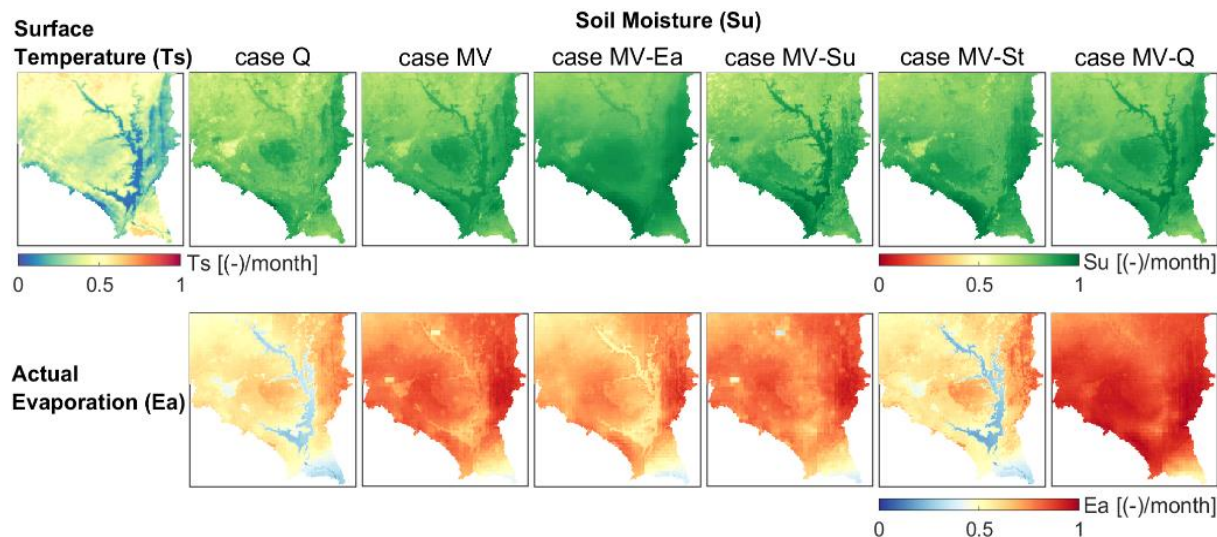 Soil Moisture (Su)
Surface
Temperature (Ts)
case Q
case MV
case MV-Ea
case MV-Su
case MV-St
case MV-Q
Ts [(-)/month]
0
0.5
1
Su [(-)/month]
0
0.5
1
Actual
Evaporation (Ea)
Ea [(-)/month]
0
0.5
1